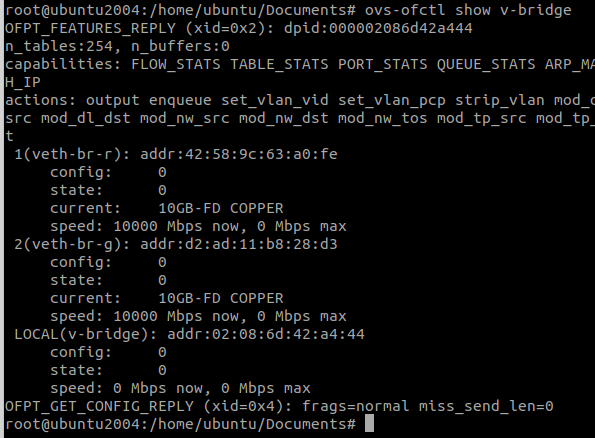 root@ubuntu2004:/home/ubuntu/Documents# ovs-ofctl show v-bridge
OFPT_FEATURES_REPLY (xid=0x2): dpid:000002086d42a444
n_tables:254, n_buffers:0
capabilities: FLOW_STATS TABLE_STATS PORT_STATS QUEUE_STATS ARP_MA
H_IP
actions: output enqueue set_vlan_vid set_vlan_pcp strip_vlan mod_d
src mod_dl_dst mod_nw_src mod_nw_dst mod_nw_tos mod_tp_src mod_tp_
t
 1(veth-br-r): addr:42:58:9c:63:a0:fe
     config:     0
     state:      0
     current:    10GB-FD COPPER
     speed: 10000 Mbps now, 0 Mbps max
 2(veth-br-g): addr:d2:ad:11:b8:28:d3
     config:     0
     state:      0
     current:    10GB-FD COPPER
     speed: 10000 Mbps now, 0 Mbps max
 LOCAL(v-bridge): addr:02:08:6d:42:a4:44
     config:     0
     state:      0
     speed: 0 Mbps now, 0 Mbps max
OFPT_GET_CONFIG_REPLY (xid=0x4): frags=normal miss_send_len=0
root@ubuntu2004:/home/ubuntu/Documents#